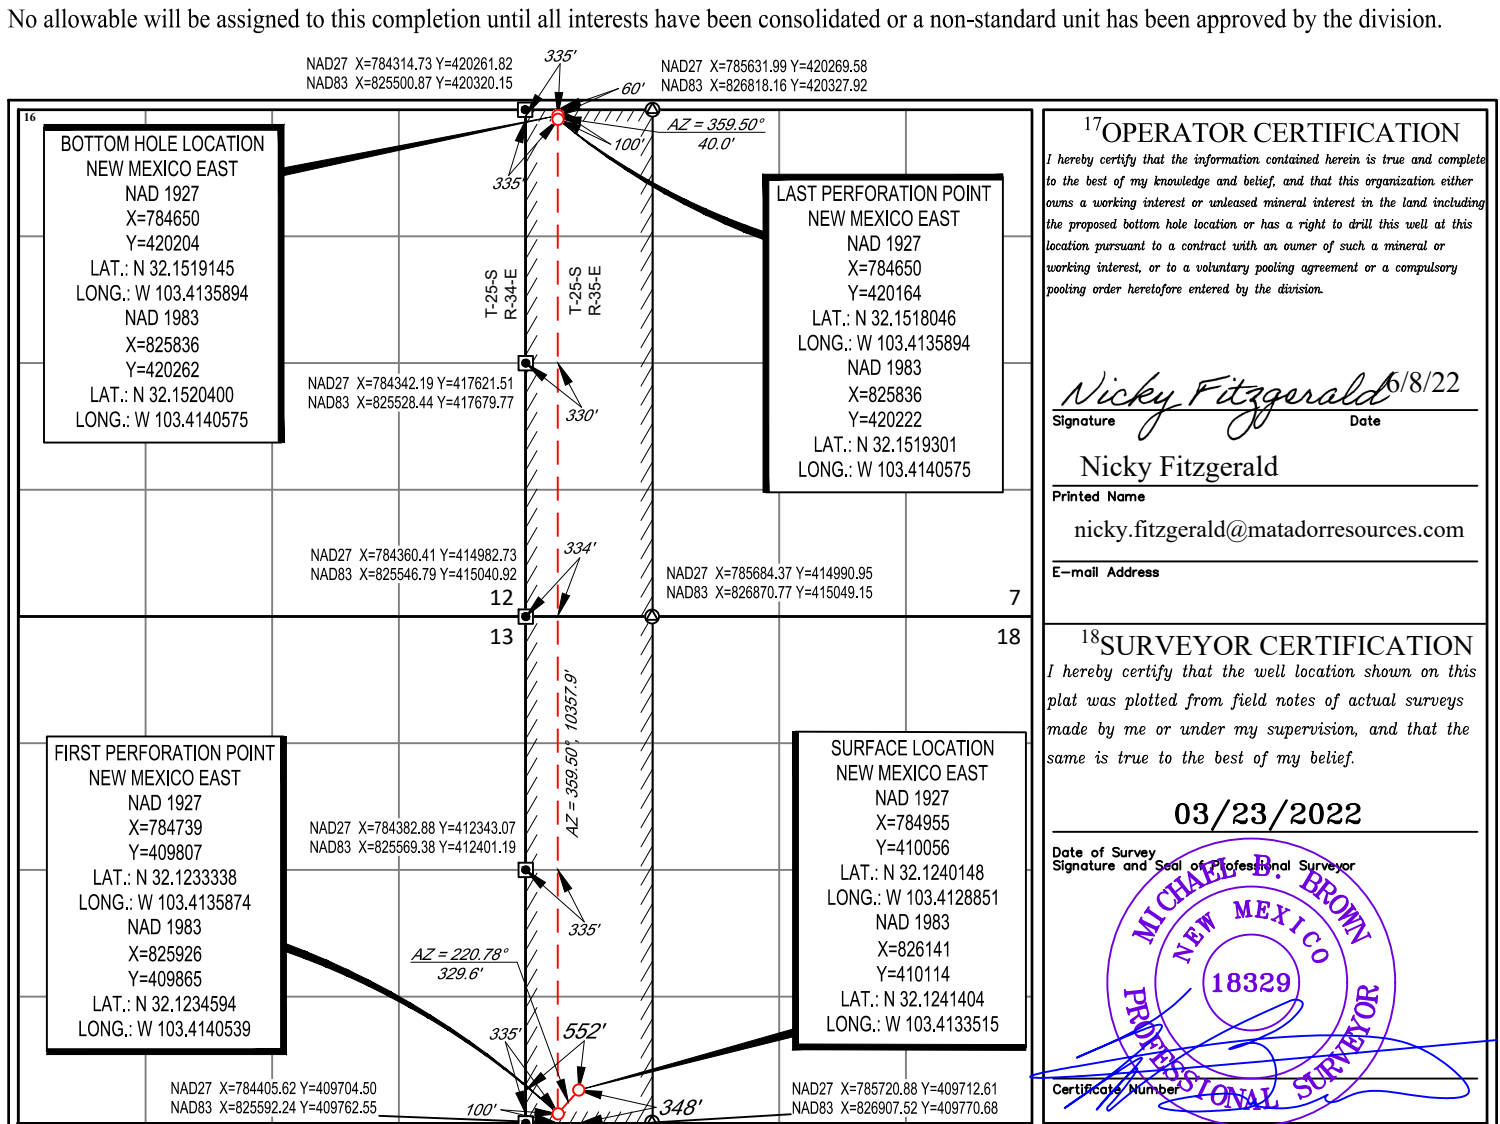 No allowable will be assigned to this completion until all interests have been consolidated or a non-standard unit has been approved by the division.
NAD27 X=784314.73 Y=420261.82
NAD83 X=825500.87 Y=420320.15
335'
NAD27 X=785631.99 Y=420269.58
NAD83 X=826818.16 Y=420327.92
60'
AZ = 359.50°
40.0'
100'
335'
16
BOTTOM HOLE LOCATION
NEW MEXICO EAST
NAD 1927
X=784650
Y=420204
LAT.: N 32.1519145
LONG.: W 103.4135894
NAD 1983
X=825836
Y=420262
LAT.: N 32.1520400
LONG.: W 103.4140575
LAST PERFORATION POINT
NEW MEXICO EAST
NAD 1927
X=784650
Y=420164
LAT.: N 32.1518046
LONG.: W 103.4135894
NAD 1983
X=825836
Y=420222
LAT.: N 32.1519301
LONG.: W 103.4140575
T-25-S
R-34-E
T-25-S
R-35-E
NAD27 X=784342.19 Y=417621.51
NAD83 X=825528.44 Y=417679.77
330'
NAD27 X=784360.41 Y=414982.73
NAD83 X=825546.79 Y=415040.92
334'
NAD27 X=785684.37 Y=414990.95
NAD83 X=826870.77 Y=415049.15
12
7
13
18
AZ = 359.50°, 10357.9'
FIRST PERFORATION POINT
NEW MEXICO EAST
NAD 1927
X=784739
Y=409807
LAT.: N 32.1233338
LONG.: W 103.4135874
NAD 1983
X=825926
Y=409865
LAT.: N 32.1234594
LONG.: W 103.4140539
NAD27 X=784382.88 Y=412343.07
NAD83 X=825569.38 Y=412401.19
335'
AZ = 220.78°
329.6'
SURFACE LOCATION
NEW MEXICO EAST
NAD 1927
X=784955
Y=410056
LAT.: N 32.1240148
LONG.: W 103.4128851
NAD 1983
X=826141
Y=410114
LAT.: N 32.1241404
LONG.: W 103.4133515
335'
552'
NAD27 X=784405.62 Y=409704.50
NAD83 X=825592.24 Y=409762.55
100'
348'
NAD27 X=785720.88 Y=409712.61
NAD83 X=826907.52 Y=409770.68
17OPERATOR CERTIFICATION
I hereby certify that the information contained herein is true and complete
to the best of my knowledge and belief, and that this organization either
owns a working interest or unleased mineral interest in the land including
the proposed bottom hole location or has a right to drill this well at this
location pursuant to a contract with an owner of such a mineral or
working interest, or to a voluntary pooling agreement or a compulsory
pooling order heretofore entered by the division.
Nicky Fitzgerald 6/8/22
Signature Date
Nicky Fitzgerald
Printed Name
nicky.fitzgerald@matadorresources.com
E-mail Address
18SURVEYOR CERTIFICATION
I hereby certify that the well location shown on this
plat was plotted from field notes of actual surveys
made by me or under my supervision, and that the
same is true to the best of my belief.
03/23/2022
Date of Survey
Signature and Seal of Professional Surveyor
MICHAEL B. BROWN
NEW MEXICO
18329
PROFESSIONAL SURVEYOR
Certificate Number